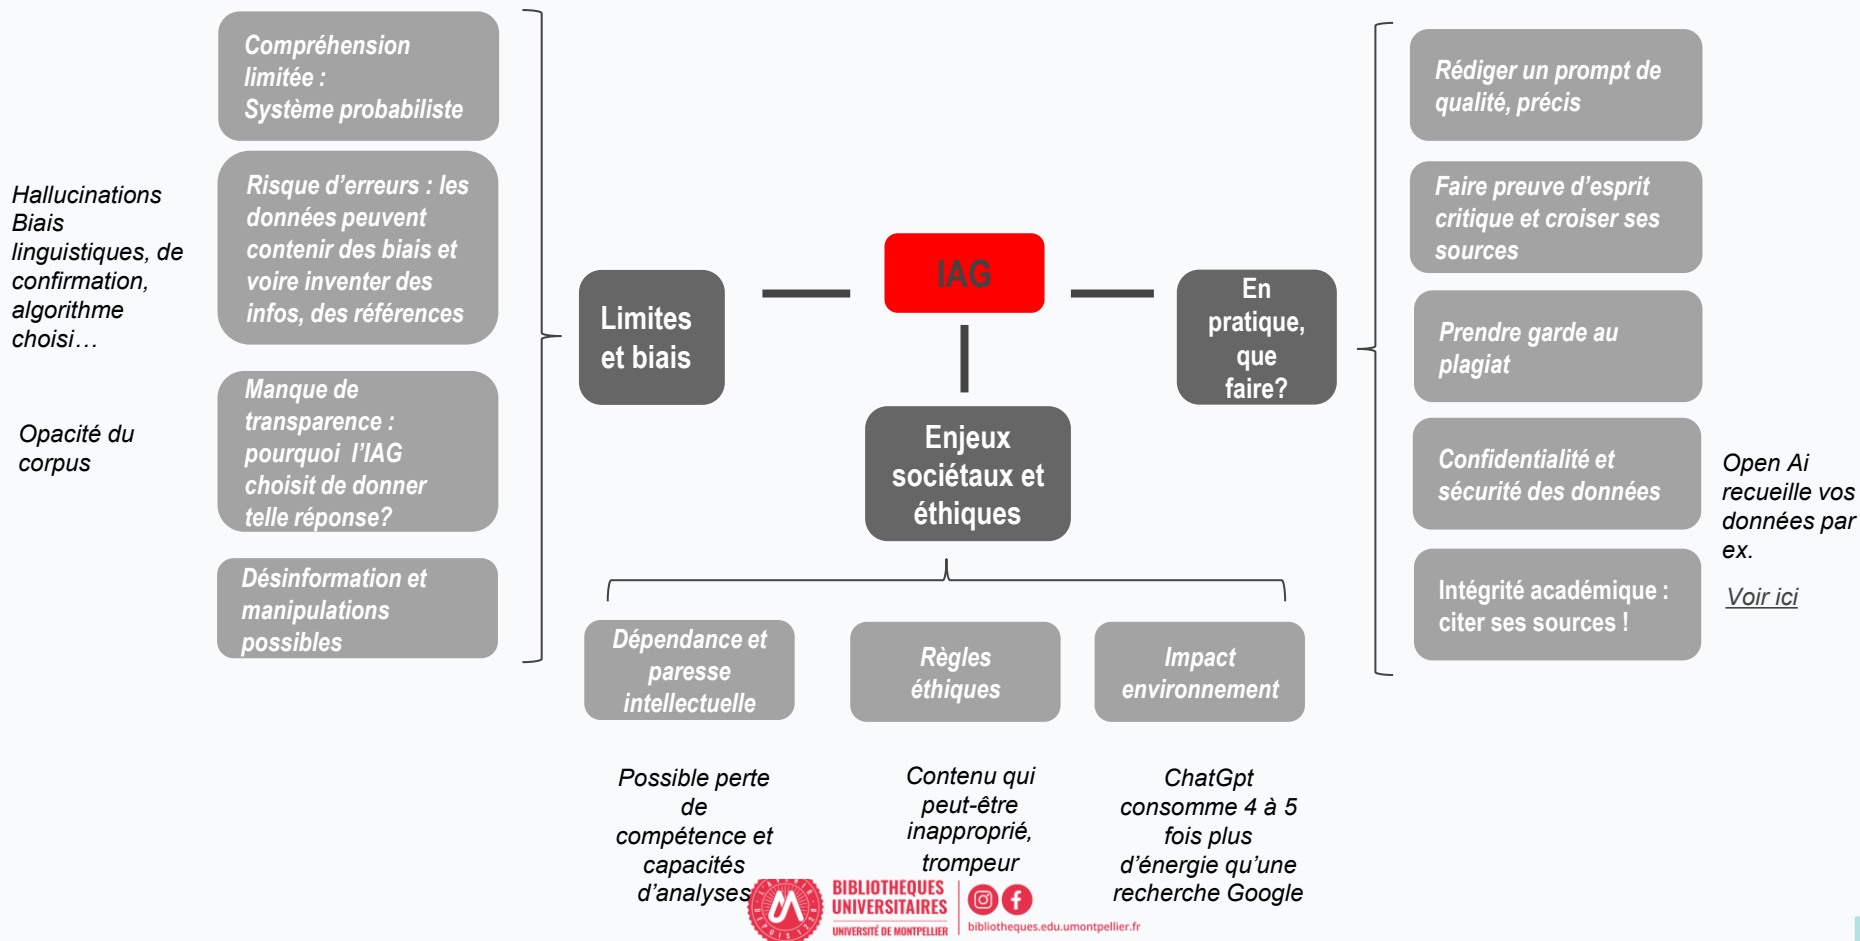 Compréhension
limitée :
Système probabiliste
Hallucinations
Biais
linguistiques, de
confirmation,
algorithme
choisi…
Risque d'erreurs : les
données peuvent
contenir des biais et
voire inventer des
infos, des références
Opacité du
corpus
Manque de
transparence :
pourquoi l'IAG
choisit de donner
telle réponse?
Désinformation et
manipulations
possibles
Limites
et biais
IAG
Enjeux
sociétaux et
éthiques
En
pratique,
que
faire?
Rédiger un prompt de
qualité, précis
Faire preuve d'esprit
critique et croiser ses
sources
Prendre garde au
plagiat
Confidentialité et
sécurité des données
Open Ai
recueille vos
données par
ex.
Voir ici
Intégrité académique :
citer ses sources !
Dépendance et
paresse
intellectuelle
Règles
éthiques
Impact
environnement
Possible perte
de
compétence et
capacités
d'analyses
Contenu qui
peut-être
inapproprié,
trompeur
ChatGpt
consomme 4 à 5
fois plus
d'énergie qu'une
recherche Google
DEPUIS 1220
BIBLIOTHEQUES
UNIVERSITAIRES
UNIVERSITÉ DE MONTPELLIER
bibliotheques.edu.umontpellier.fr